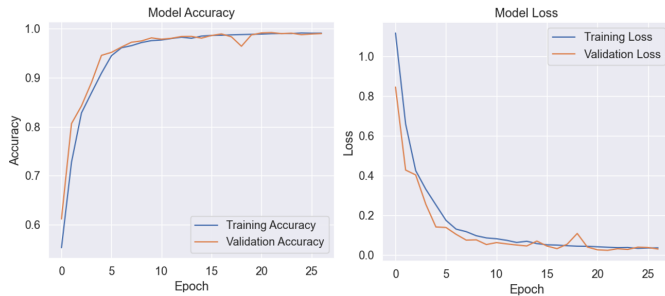 Model Accuracy
1.0
0.9
0.8
0.7
0.6
Accuracy
0 5 10 15 20 25
Epoch
Training Accuracy
Validation Accuracy
Model Loss
1.0
0.8
0.6
0.4
0.2
0.0
Loss
0 5 10 15 20 25
Epoch
Training Loss
Validation Loss